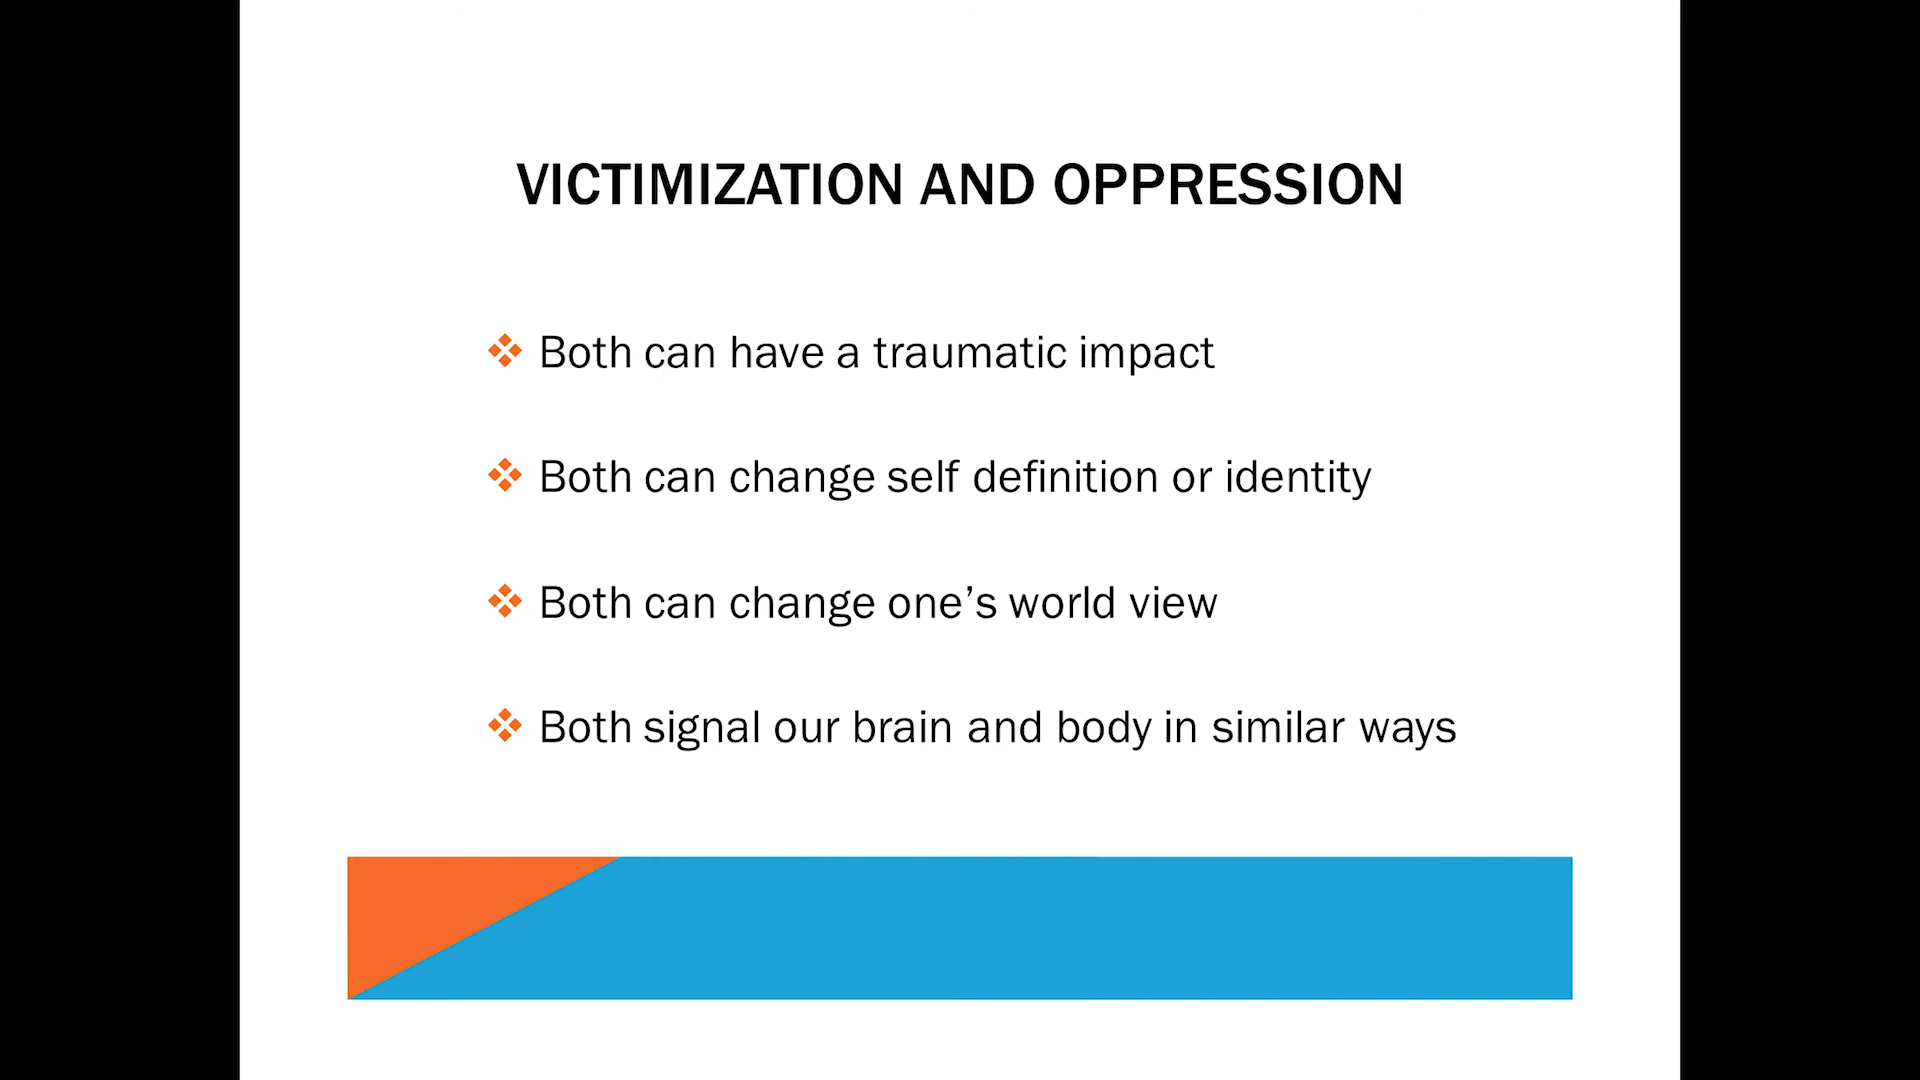 VICTIMIZATION AND OPPRESSION
Both can have a traumatic impact
Both can change self definition or identity
Both can change one’s world view
Both signal our brain and body in similar ways